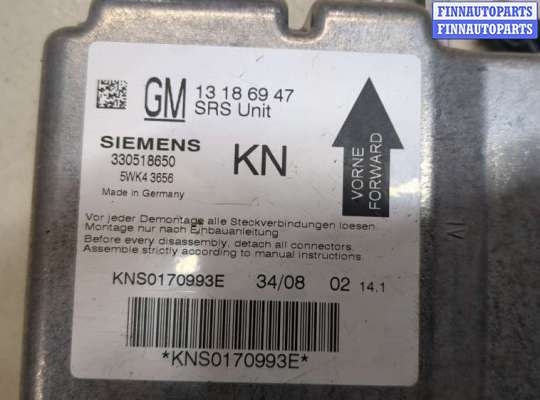 FINNAUTOPARTS
FINNAUTOPARTS
GM 13 18 69 47
SRS Unit
SIEMENS
330518650
5WK4 3656
Made in Germany
KN
VORNE
FORWARD
Vor jeder Demontage alle Steckverbindungen loesen.
Montage nur nach Einbauanleitung
Before every disassembly, detach all connectors.
Assemble strictly according to manual instructions.
KNS0170993E 34/08 02 14.1
*KNS0170993E*